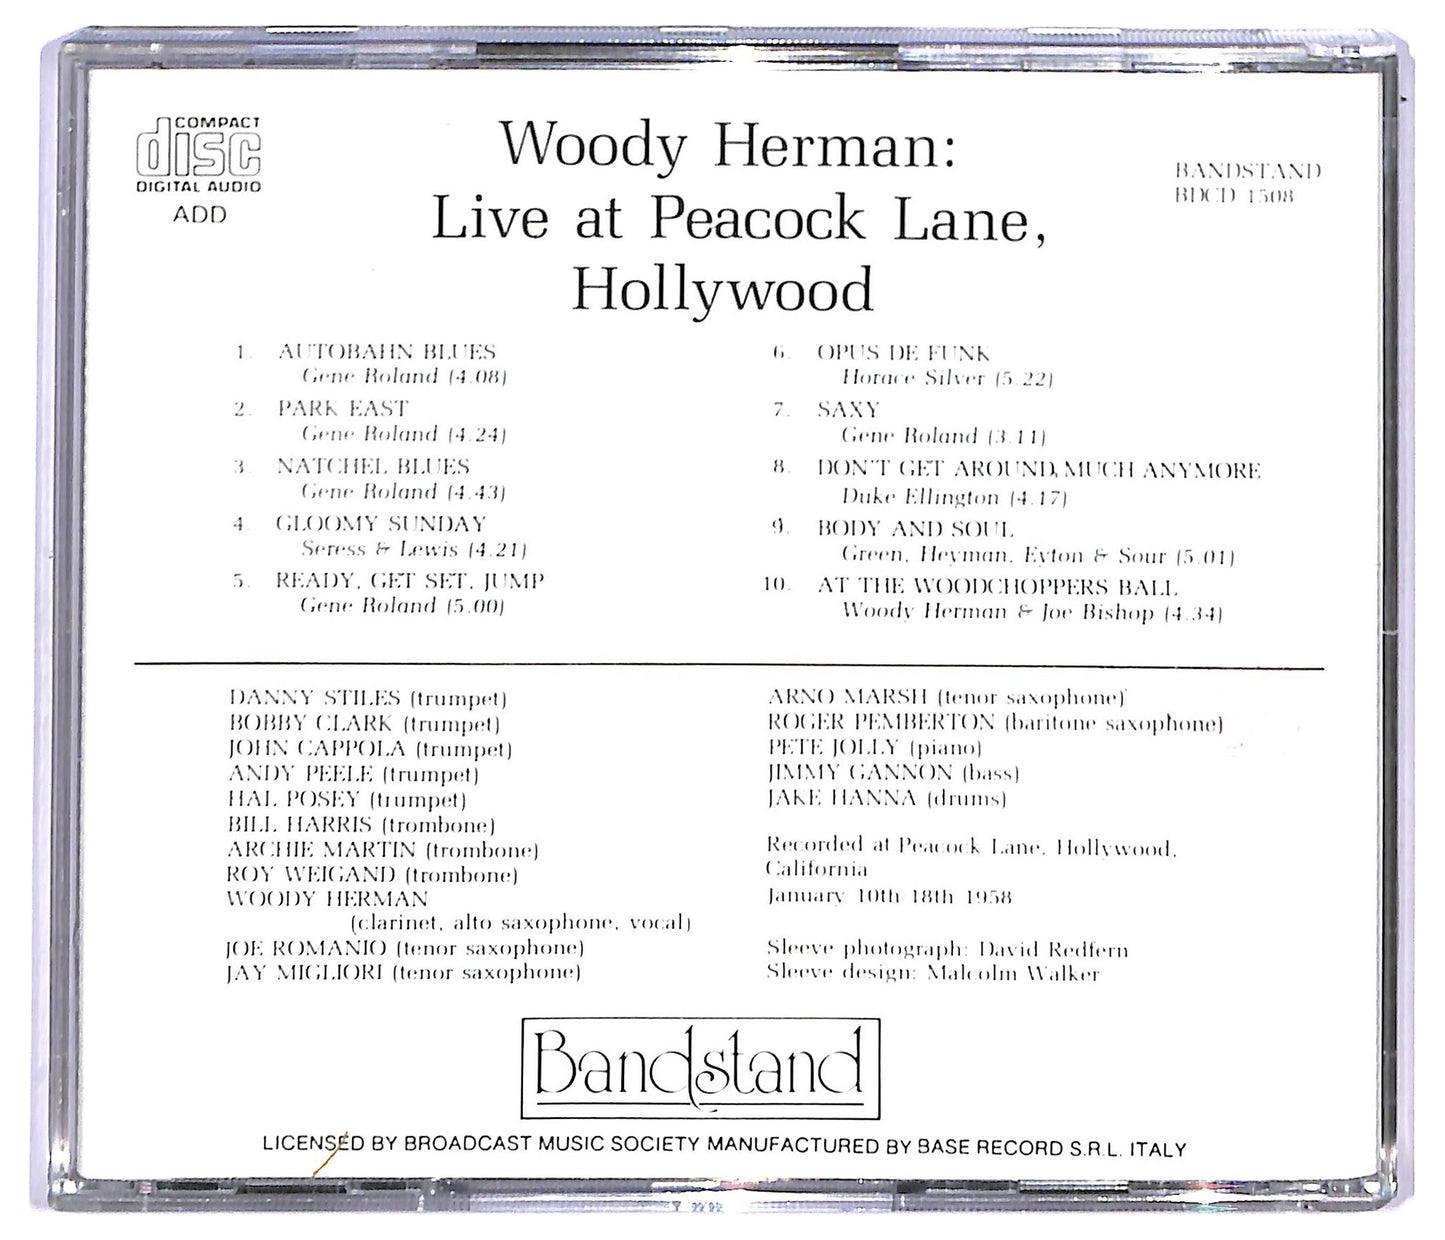 COMPACT
disc
DIGITAL AUDIO
ADD
Woody Herman:
Live at Peacock Lane,
Hollywood
BANDSTAND
BDCD 1508
1. AUTOBAHN BLUES
Gene Roland (4.08)
2. PARK EAST
Gene Roland (4.24)
3. NATCHEL BLUES
Gene Roland (4.43)
4. GLOOMY SUNDAY
Seress & Lewis (4.21)
5. READY, GET SET, JUMP
Gene Roland (5.00)
6. OPUS DE FUNK
Horace Silver (5.22)
7. SAXY
Gene Roland (3.11)
8. DON'T GET AROUND, MUCH ANYMORE
Duke Ellington (4.17)
9. BODY AND SOUL
Green, Heyman, Eyton & Sour (5.01)
10. AT THE WOODCHOPPERS BALL
Woody Herman & Joe Bishop (4.34)
DANNY STILES (trumpet)
BOBBY CLARK (trumpet)
JOHN CAPPOLA (trumpet)
ANDY PEELE (trumpet)
HAL POSEY (trumpet)
BILL HARRIS (trombone)
ARCHIE MARTIN (trombone)
ROY WEIGAND (trombone)
WOODY HERMAN
(clarinet, alto saxophone, vocal)
JOE ROMANIO (tenor saxophone)
JAY MIGLIORI (tenor saxophone)
ARNO MARSH (tenor saxophone)
ROGER PEMBERTON (baritone saxophone)
PETE JOLLY (piano)
JIMMY GANNON (bass)
JAKE HANNA (drums)
Recorded at Peacock Lane, Hollywood,
California
January 10th 18th 1958
Sleeve photograph: David Redfern
Sleeve design: Malcolm Walker
Bandstand
LICENSED BY BROADCAST MUSIC SOCIETY MANUFACTURED BY BASE RECORD S.R.L. ITALY